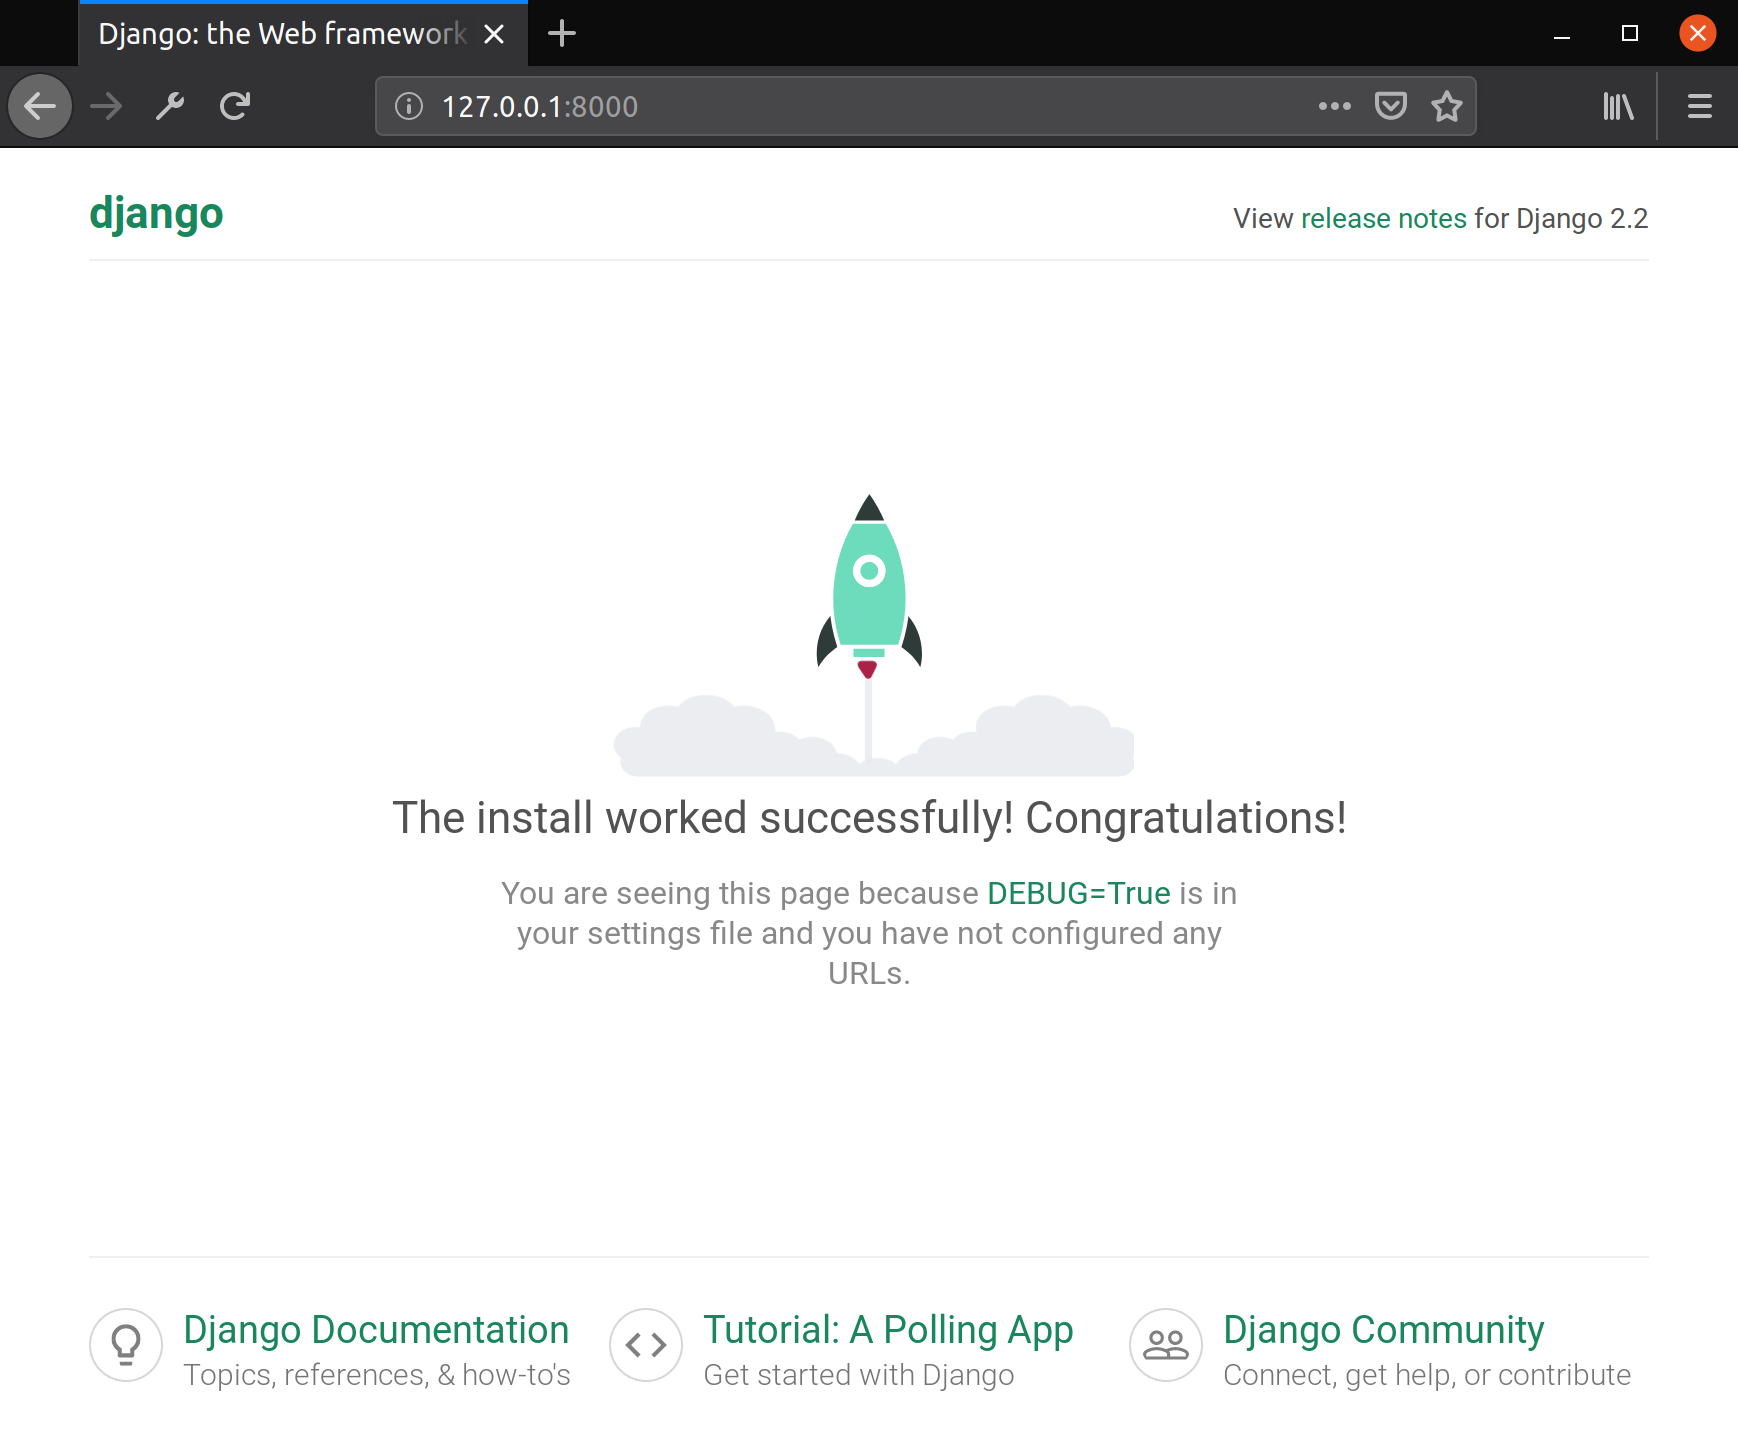 Django: the Web framework
127.0.0.1:8000
django
View release notes for Django 2.2
The install worked successfully! Congratulations!
You are seeing this page because DEBUG=True is in
your settings file and you have not configured any
URLs.
Django Documentation
Topics, references, & how-to's
Tutorial: A Polling App
Get started with Django
Django Community
Connect, get help, or contribute